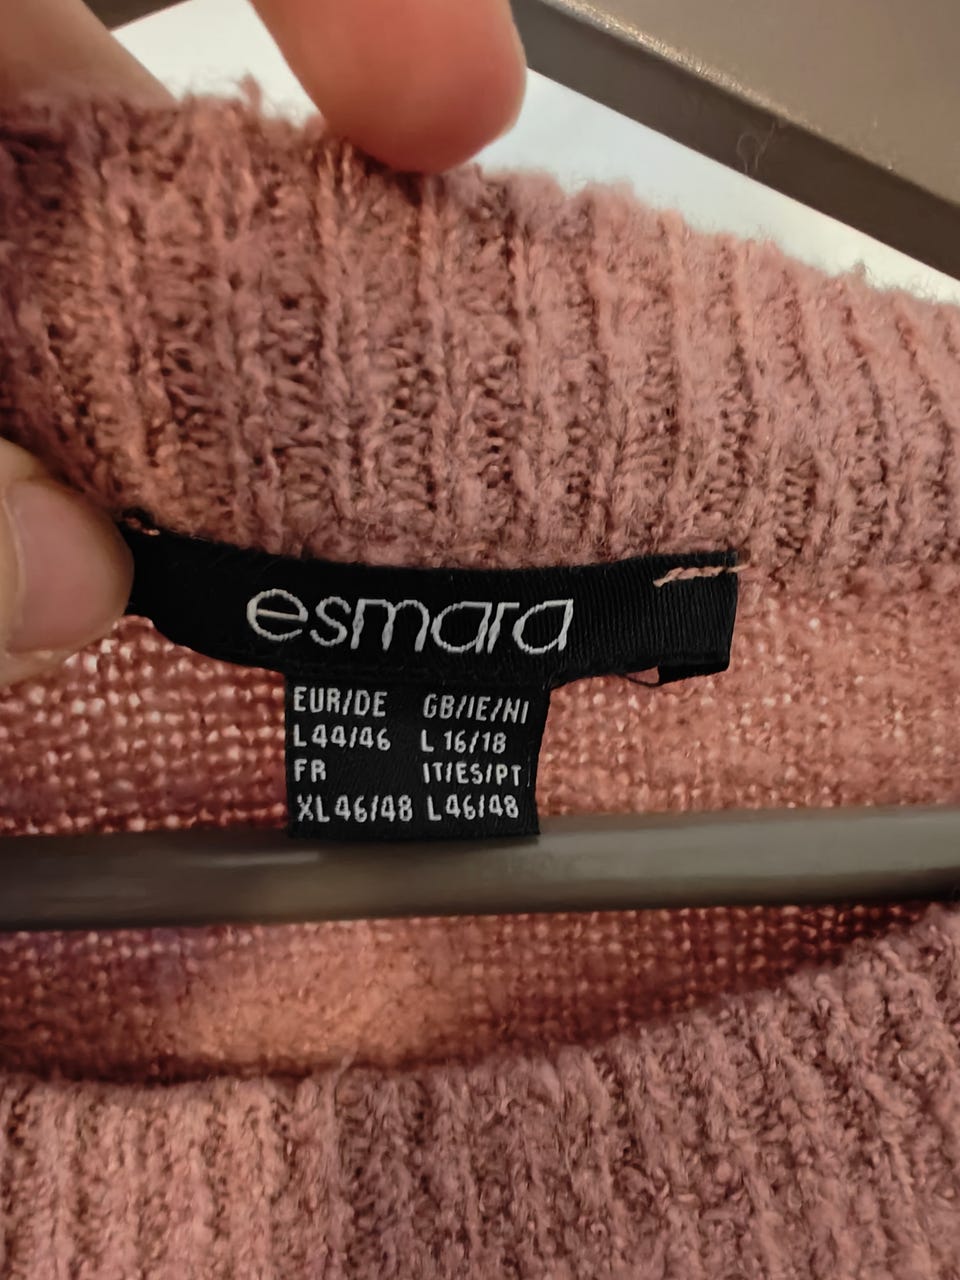 esmara
EUR/DE GB/IE/NI
L 44/46 L 16/18
FR IT/ES/PT
XL 46/48 L 46/48